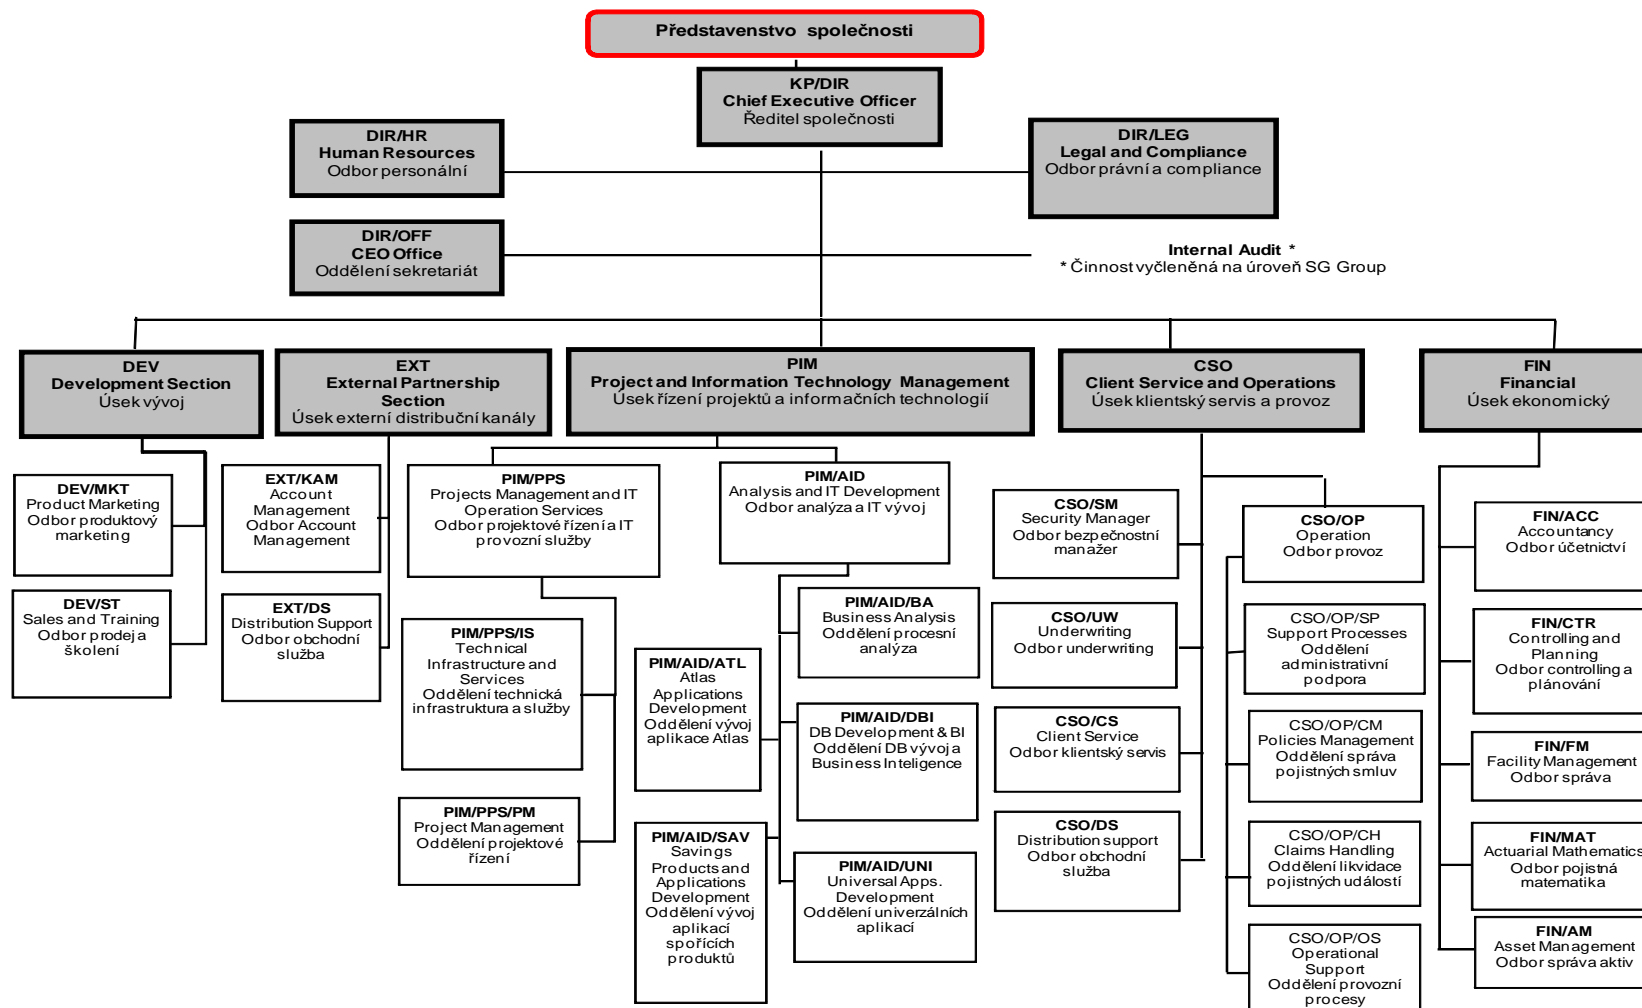 Představenstvo společnosti
KP/DIR
Chief Executive Officer
Ředitel společnosti
DIR/HR
Human Resources
Odbor personální
DIR/LEG
Legal and Compliance
Odbor právní a compliance
DIR/OFF
CEO Office
Oddělení sekretariát
Internal Audit *
* Činnost vyčleněná na úroveň SG Group
DEV
Development Section
Úsek vývoj
EXT
External Partnership
Section
Úsek externí distribuční kanály
PIM
Project and Information Technology Management
Úsek řízení projektů a informačních technologií
CSO
Client Service and Operations
Úsek klientský servis a provoz
FIN
Financial
Úsek ekonomický
DEV/MKT
Product Marketing
Odbor produktový
marketing
DEV/ST
Sales and Training
Odbor prodej a
školení
EXT/KAM
Account
Management
Odbor Account
Management
EXT/DS
Distribution Support
Odbor obchodní
služba
PIM/PPS
Projects Management and IT
Operation Services
Odbor projektové řízení a IT
provozní služby
PIM/PPS/IS
Technical
Infrastructure and
Services
Oddělení technická
infrastruktura a služby
PIM/PPS/PM
Project Management
Oddělení projektové
řízení
PIM/AID
Analysis and IT Development
Odbor analýza a IT vývoj
PIM/AID/BA
Business Analysis
Oddělení procesní
analýza
PIM/AID/ATL
Atlas
Applications
Development
Oddělení vývoj
aplikace Atlas
PIM/AID/DBI
DB Development & BI
Oddělení DB vývoj a
Business Inteligence
PIM/AID/SAV
Savings
Products and
Applications
Development
Oddělení vývoj
aplikací
spořících
produktů
PIM/AID/UNI
Universal Apps.
Development
Oddělení univerzálních
aplikací
CSO/SM
Security Manager
Odbor bezpečnostní
manažer
CSO/UW
Underwriting
Odbor underwriting
CSO/CS
Client Service
Odbor klientský servis
CSO/DS
Distribution support
Odbor obchodní
služba
CSO/OP
Operation
Odbor provoz
CSO/OP/SP
Support Processes
Oddělení
administrativní
podpora
CSO/OP/CM
Policies Management
Oddělení správa
pojistných smluv
CSO/OP/CH
Claims Handling
Oddělení likvidace
pojistných událostí
CSO/OP/OS
Operational
Support
Oddělení provozní
procesy
FIN/ACC
Accountancy
Odbor účetnictví
FIN/CTR
Controlling and
Planning
Odbor controlling a
plánování
FIN/FM
Facility Management
Odbor správa
FIN/MAT
Actuarial Mathematics
Odbor pojistná
matematika
FIN/AM
Asset Management
Odbor správa aktiv